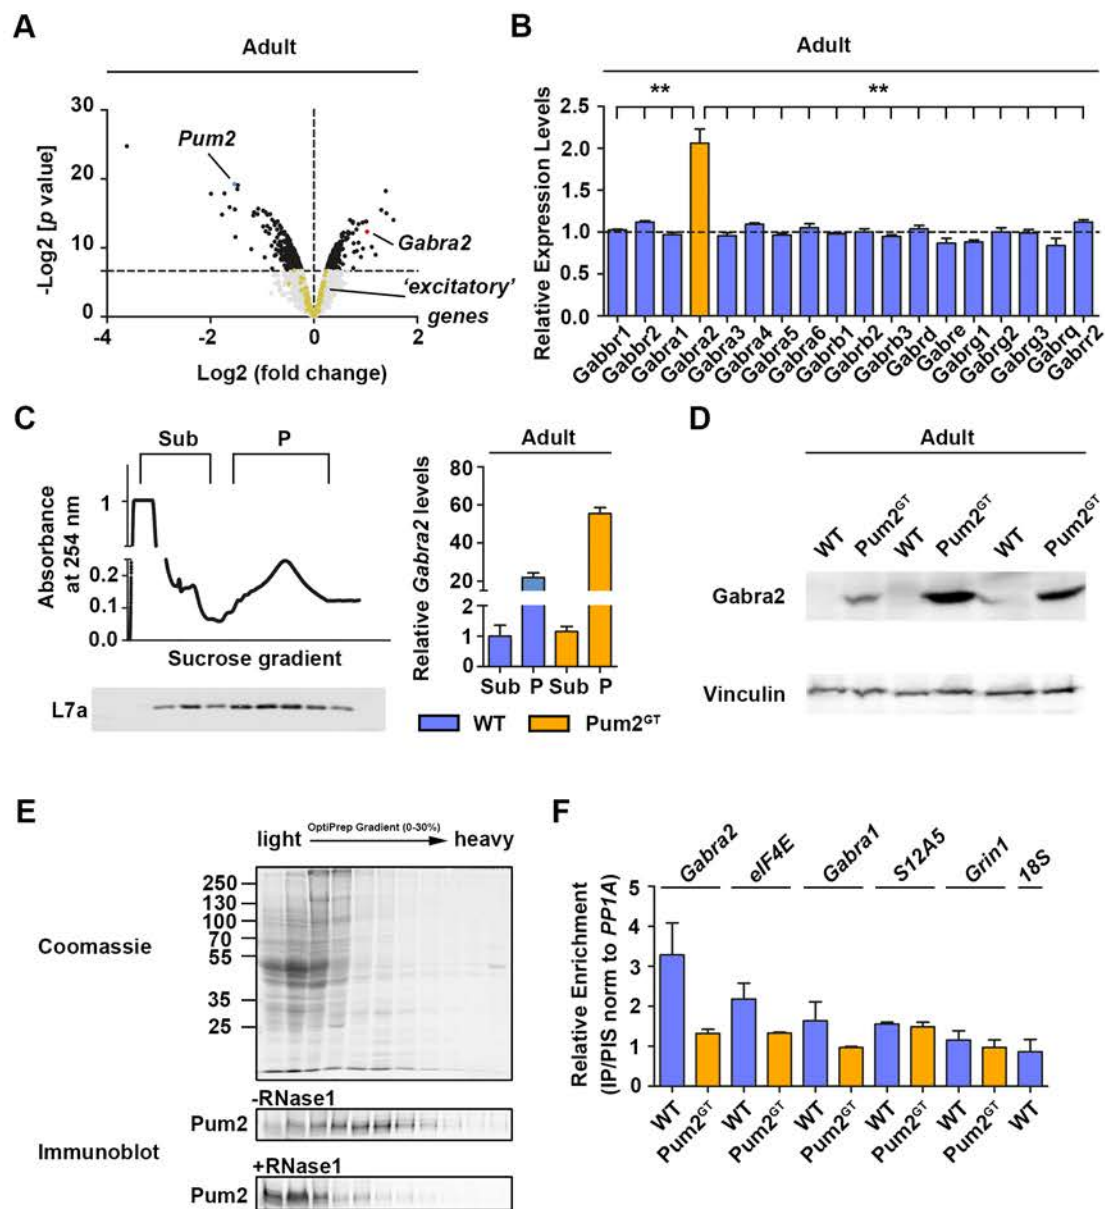 A
Adult
-Log2 [p value]
30
20
10
0
-4
-2
0
2
Pum2
Gabra2
'excitatory'
genes
Log2 (fold change)
B
Adult
**
**
Relative Expression Levels
2.5
2.0
1.5
1.0
0.5
0.0
Gabbr1
Gabbr2
Gabra1
Gabra2
Gabra3
Gabra4
Gabra5
Gabra6
Gabrb1
Gabrb2
Gabrb3
Gabrd
Gabre
Gabrg1
Gabrg2
Gabrg3
Gabrq
Gabrr2
C
Sub
P
Absorbance
at 254 nm
1
0.2
0.1
0.0
Sucrose gradient
L7a
Adult
Relative Gabra2 levels
80
60
40
20
2
1
0
Sub P Sub P
WT
Pum2GT
D
Adult
WT
Pum2GT
WT
Pum2GT
WT
Pum2GT
Gabra2
Vinculin
E
OptiPrep Gradient (0-30%)
light
heavy
250
130
100
70
55
35
25
Coomassie
-RNase1
Pum2
Immunoblot
+RNase1
Pum2
F
Gabra2
eIF4E
Gabra1
S12A5
Grin1
18S
Relative Enrichment
(IP/PIS norm to PP1A)
5
4
3
2
1
0
WT
Pum2GT
WT
Pum2GT
WT
Pum2GT
WT
Pum2GT
WT
Pum2GT
WT